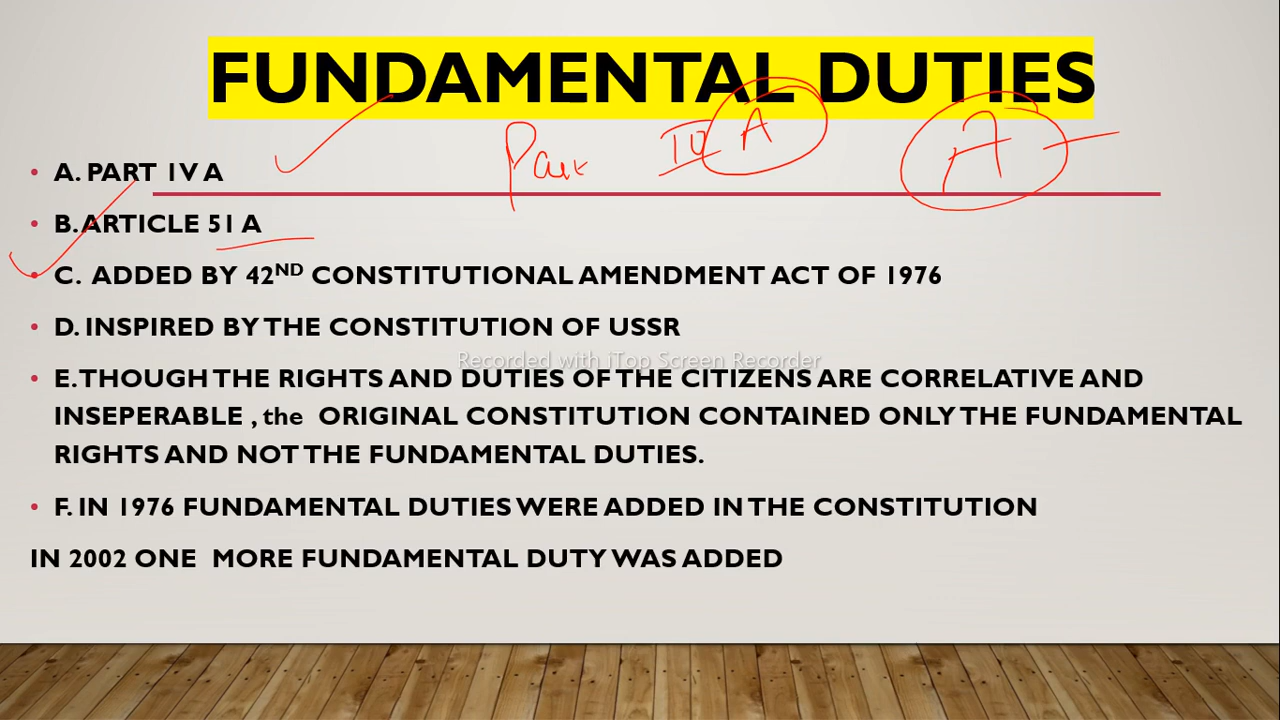 FUNDAMENTAL DUTIES
Part IV A A
• A. PART 1V A
• B.ARTICLE 51 A
• C. ADDED BY 42ND CONSTITUTIONAL AMENDMENT ACT OF 1976
• D. INSPIRED BY THE CONSTITUTION OF USSR
Recorded with iTop Screen Recorder
• E.THOUGH THE RIGHTS AND DUTIES OF THE CITIZENS ARE CORRELATIVE AND
INSEPERABLE , the ORIGINAL CONSTITUTION CONTAINED ONLY THE FUNDAMENTAL
RIGHTS AND NOT THE FUNDAMENTAL DUTIES.
• F. IN 1976 FUNDAMENTAL DUTIES WERE ADDED IN THE CONSTITUTION
IN 2002 ONE MORE FUNDAMENTAL DUTY WAS ADDED